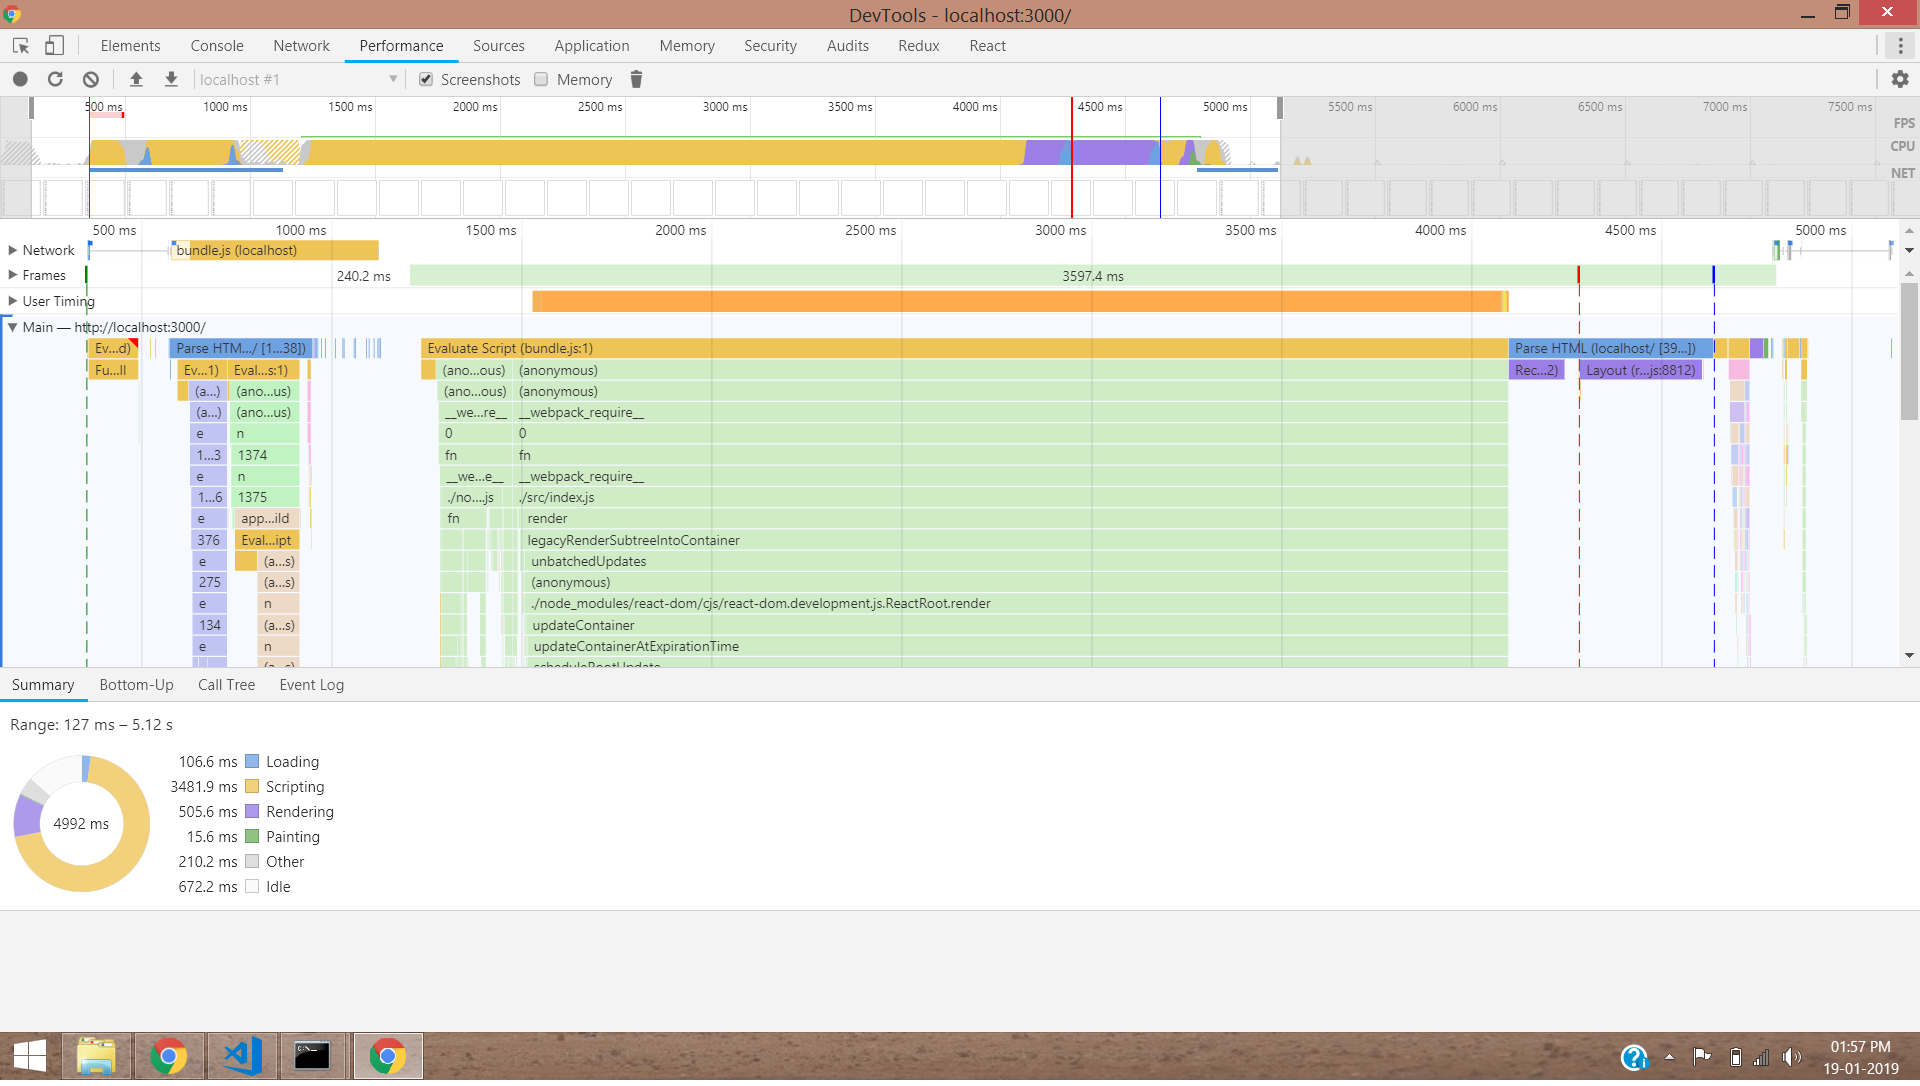 DevTools - localhost:3000/
Elements Console Network Performance Sources Application Memory Security Audits Redux React
localhost #1 Screenshots Memory
500 ms 1000 ms 1500 ms 2000 ms 2500 ms 3000 ms 3500 ms 4000 ms 4500 ms 5000 ms 5500 ms 6000 ms 6500 ms 7000 ms 7500 ms
FPS
CPU
NET
500 ms 1000 ms 1500 ms 2000 ms 2500 ms 3000 ms 3500 ms 4000 ms 4500 ms 5000 ms
Network bundle.js (localhost)
Frames 240.2 ms 3597.4 ms
User Timing
Main — http://localhost:3000/
Ev...d) Parse HTM.../ [1...38]) Evaluate Script (bundle.js:1) Parse HTML (localhost/ [39...])
Fu...ll Ev...1) Eval...s:1) (ano...ous) (anonymous) Rec...2) Layout (r...js:8812)
(a...) (ano...us) (ano...ous) (anonymous)
(a...) (ano...us) __we...re__ __webpack_require__
e n 0 0
1...3 1374 fn fn
e n __we...e__ __webpack_require__
1...6 1375 ./no....js ./src/index.js
e app...ild fn render
376 Eval...ipt legacyRenderSubtreeIntoContainer
e (a...s) unbatchedUpdates
275 (a...s) (anonymous)
e n ./node_modules/react-dom/cjs/react-dom.development.js.ReactRoot.render
134 (a...s) updateContainer
e n updateContainerAtExpirationTime
(a...s) scheduleRootUpdate
Summary Bottom-Up Call Tree Event Log
Range: 127 ms – 5.12 s
4992 ms
106.6 ms Loading
3481.9 ms Scripting
505.6 ms Rendering
15.6 ms Painting
210.2 ms Other
672.2 ms Idle
01:57 PM
19-01-2019